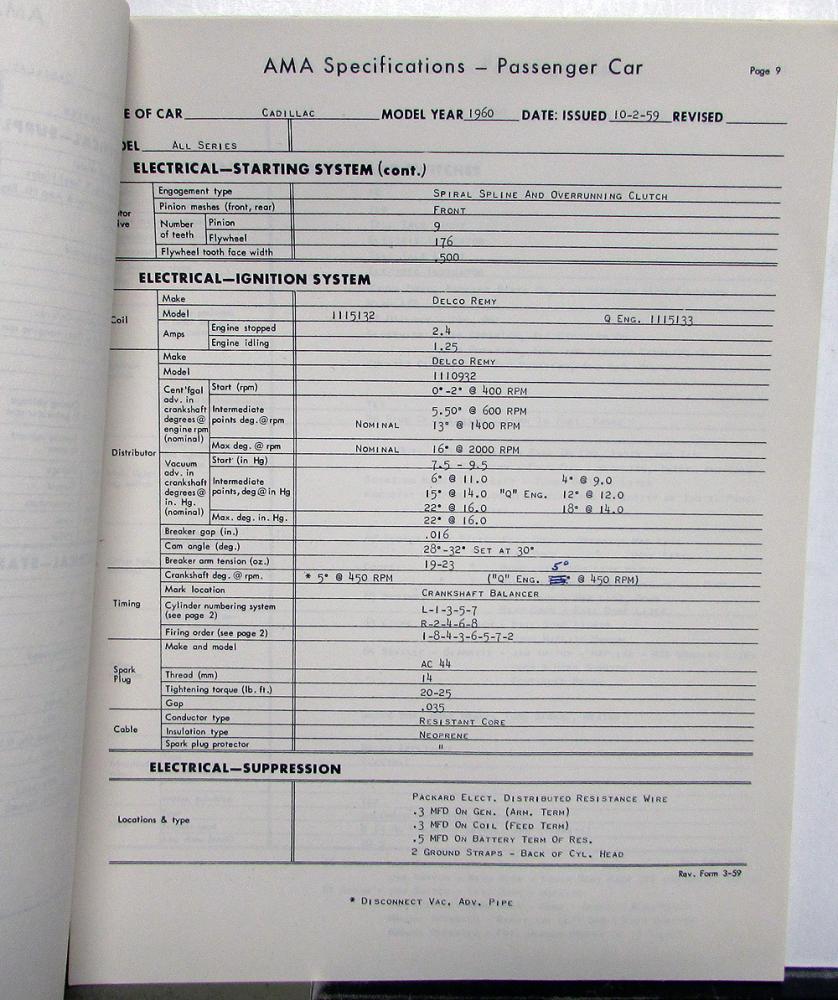 AMA Specifications – Passenger Car Page 9
E OF CAR CADILLAC MODEL YEAR 1960 DATE: ISSUED 10-2-59 REVISED
DEL ALL SERIES
ELECTRICAL—STARTING SYSTEM (cont.)
Engagement type SPIRAL SPLINE AND OVERRUNNING CLUTCH
Pinion meshes (front, rear) FRONT
Number of teeth Pinion 9
Flywheel 176
Flywheel tooth face width .500
ELECTRICAL—IGNITION SYSTEM
Coil
Make DELCO REMY
Model 1115132 Q ENG. 1115133
Amps Engine stopped 2.4
Engine idling 1.25
Distributor
Make DELCO REMY
Model 1110932
Cent'fgal adv. in crankshaft degrees @ engine rpm (nominal)
Start (rpm) 0°-2° @ 400 RPM
Intermediate points deg. @ rpm 5.50° @ 600 RPM
NOMINAL 13° @ 1400 RPM
Max deg. @ rpm NOMINAL 16° @ 2000 RPM
Vacuum adv. in crankshaft degrees @ in. Hg. (nominal)
Start (in Hg) 7.5 - 9.5
Intermediate points, deg @ in Hg 6° @ 11.0 4° @ 9.0
15° @ 14.0 "Q" ENG. 12° @ 12.0
22° @ 16.0 18° @ 14.0
Max. deg. in. Hg. 22° @ 16.0
Breaker gap (in.) .016
Cam angle (deg.) 28°-32° SET AT 30°
Breaker arm tension (oz.) 19-23
Timing
Crankshaft deg. @ rpm. * 5° @ 450 RPM ("Q" ENG. 5° @ 450 RPM)
Mark location CRANKSHAFT BALANCER
Cylinder numbering system (see page 2) L-1-3-5-7
R-2-4-6-8
Firing order (see page 2) 1-8-4-3-6-5-7-2
Spark Plug
Make and model AC 44
Thread (mm) 14
Tightening torque (lb. ft.) 20-25
Gap .035
Cable
Conductor type RESISTANT CORE
Insulation type NEOPRENE
Spark plug protector "
ELECTRICAL—SUPPRESSION
Locations & type
PACKARD ELECT. DISTRIBUTED RESISTANCE WIRE
.3 MFD ON GEN. (ARM. TERM)
.3 MFD ON COIL (FEED TERM)
.5 MFD ON BATTERY TERM OF RES.
2 GROUND STRAPS - BACK OF CYL. HEAD
Rev. Form 3-59
* DISCONNECT VAC. ADV. PIPE